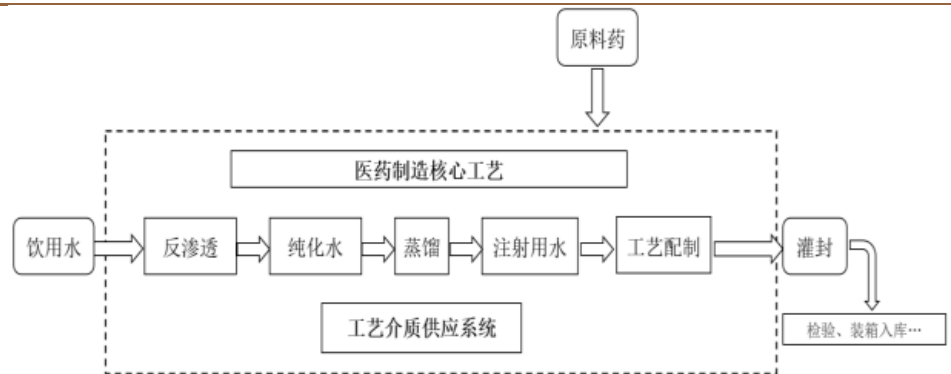 原料药
医药制造核心工艺
饮用水
反渗透
纯化水
蒸馏
注射用水
工艺配制
灌封
工艺介质供应系统
检验、装箱入库…